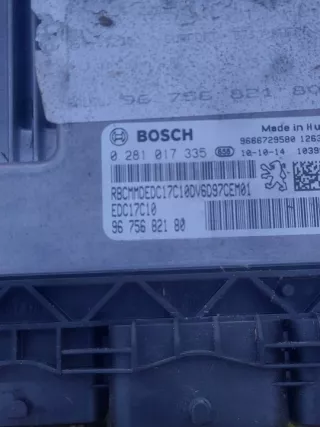 96 756 821 80
BOSCH
Made in Hu
0 281 017 335
9666729580
10-10-14
RBCMMDEDC17C10DV6D97CEM01
EDC17C10
96 756 821 80